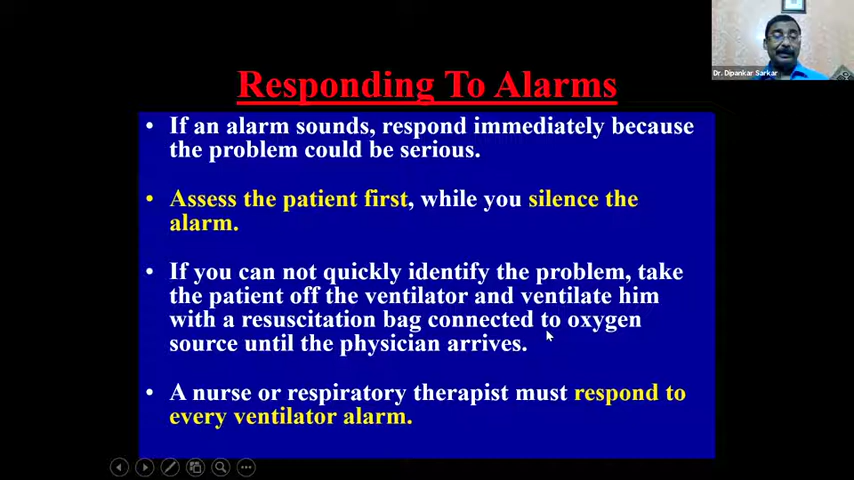 Dr. Dipankar Sarkar
Responding To Alarms
• If an alarm sounds, respond immediately because
the problem could be serious.
• Assess the patient first, while you silence the
alarm.
• If you can not quickly identify the problem, take
the patient off the ventilator and ventilate him
with a resuscitation bag connected to oxygen
source until the physician arrives.
• A nurse or respiratory therapist must respond to
every ventilator alarm.